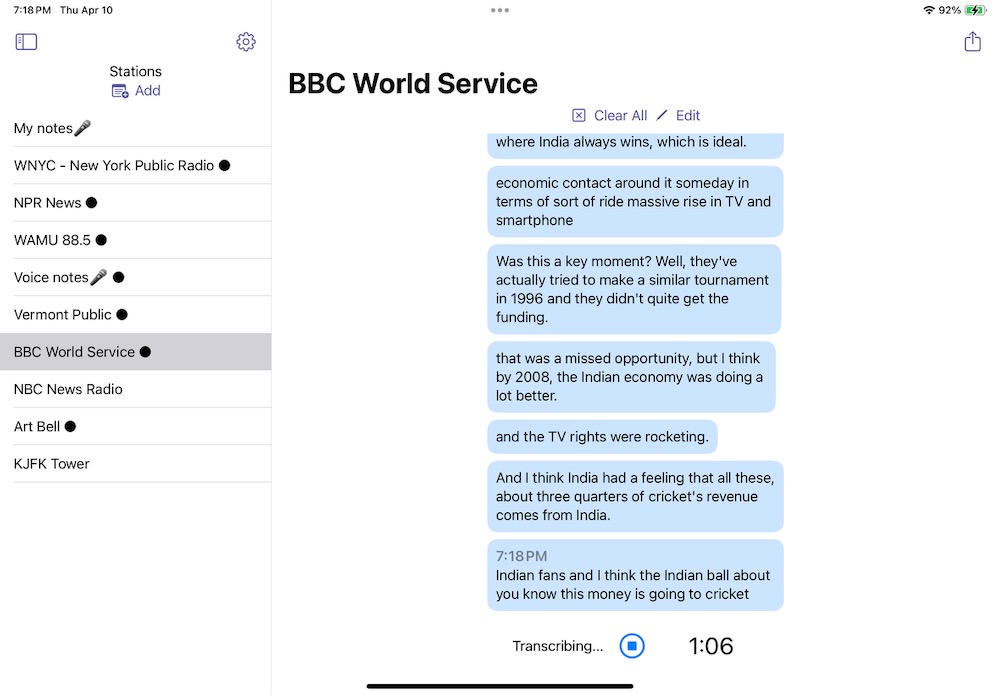 7:18 PM Thu Apr 10
92%
Stations
Add
My notes🎤
WNYC - New York Public Radio ●
NPR News ●
WAMU 88.5 ●
Voice notes🎤 ●
Vermont Public ●
BBC World Service ●
NBC News Radio
Art Bell ●
KJFK Tower
BBC World Service
Clear All Edit
where India always wins, which is ideal.
economic contact around it someday in
terms of sort of ride massive rise in TV and
smartphone
Was this a key moment? Well, they've
actually tried to make a similar tournament
in 1996 and they didn't quite get the
funding.
that was a missed opportunity, but I think
by 2008, the Indian economy was doing a
lot better.
and the TV rights were rocketing.
And I think India had a feeling that all these,
about three quarters of cricket's revenue
comes from India.
7:18 PM
Indian fans and I think the Indian ball about
you know this money is going to cricket
Transcribing... 1:06